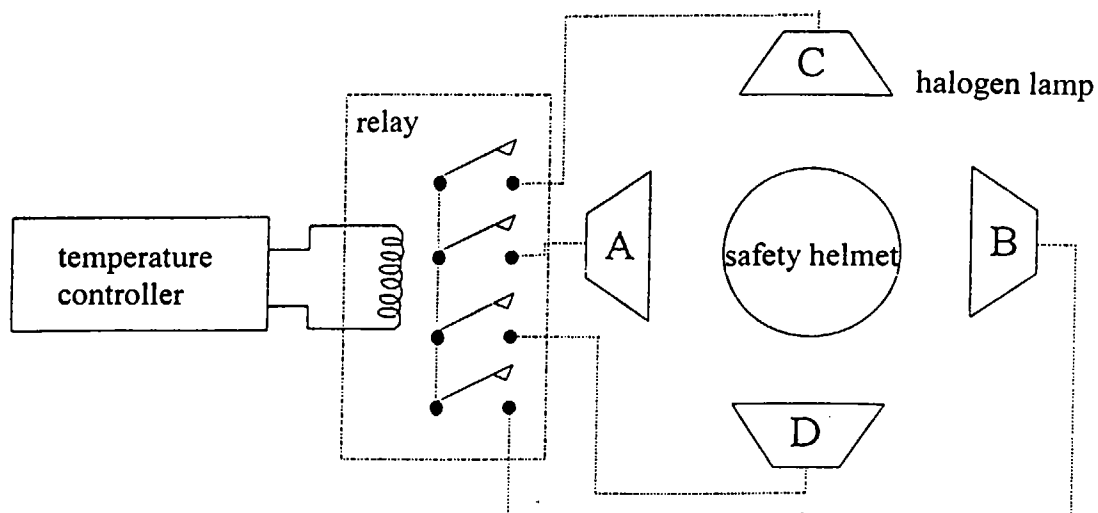 C
halogen lamp
relay
temperature
controller
A
safety helmet
B
D